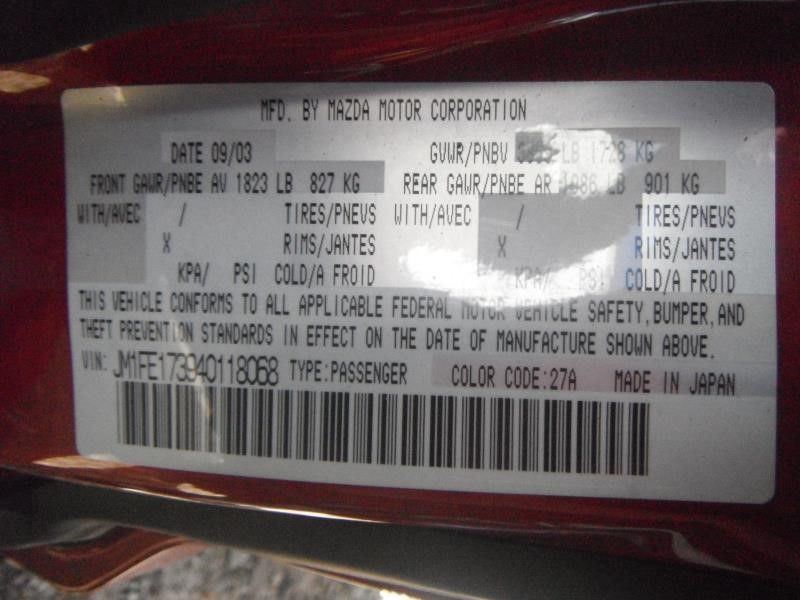 MFD. BY MAZDA MOTOR CORPORATION
DATE 09/03 GVWR/PNBV LB 1728 KG
FRONT GAWR/PNBE AV 1823 LB 827 KG REAR GAWR/PNBE AR 1986 LB 901 KG
WITH/AVEC / TIRES/PNEUS WITH/AVEC / TIRES/PNEUS
X RIMS/JANTES X RIMS/JANTES
KPA/ PSI COLD/A FROID KPA/ PSI COLD/A FROID
THIS VEHICLE CONFORMS TO ALL APPLICABLE FEDERAL MOTOR VEHICLE SAFETY, BUMPER, AND
THEFT PREVENTION STANDARDS IN EFFECT ON THE DATE OF MANUFACTURE SHOWN ABOVE.
VIN: JM1FE173940118068 TYPE:PASSENGER COLOR CODE:27A MADE IN JAPAN